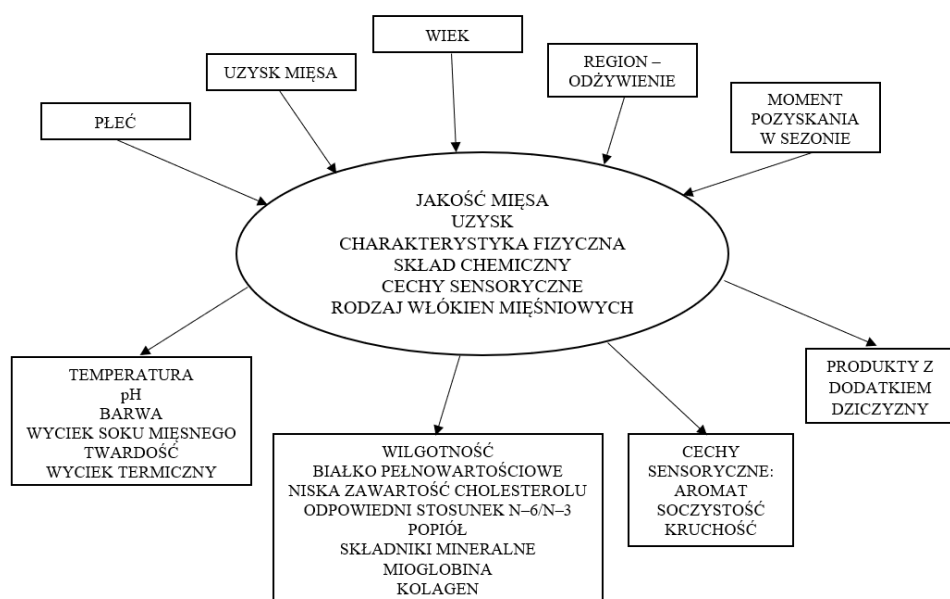 WIEK
UZYSK MIĘSA
REGION –
ODŻYWIENIE
PŁEĆ
MOMENT
POZYSKANIA
W SEZONIE
JAKOŚĆ MIĘSA
UZYSK
CHARAKTERYSTYKA FIZYCZNA
SKŁAD CHEMICZNY
CECHY SENSORYCZNE
RODZAJ WŁÓKIEN MIĘŚNIOWYCH
TEMPERATURA
pH
BARWA
WYCIEK SOKU MIĘSNEGO
TWARDOŚĆ
WYCIEK TERMICZNY
WILGOTNOŚĆ
BIAŁKO PEŁNOWARTOŚCIOWE
NISKA ZAWARTOŚĆ CHOLESTEROLU
ODPOWIEDNI STOSUNEK N–6/N–3
POPIÓŁ
SKŁADNIKI MINERALNE
MIOGLOBINA
KOLAGEN
CECHY
SENSORYCZNE:
AROMAT
SOCZYSTOŚĆ
KRUCHOŚĆ
PRODUKTY Z
DODATKIEM
DZICZYZNY